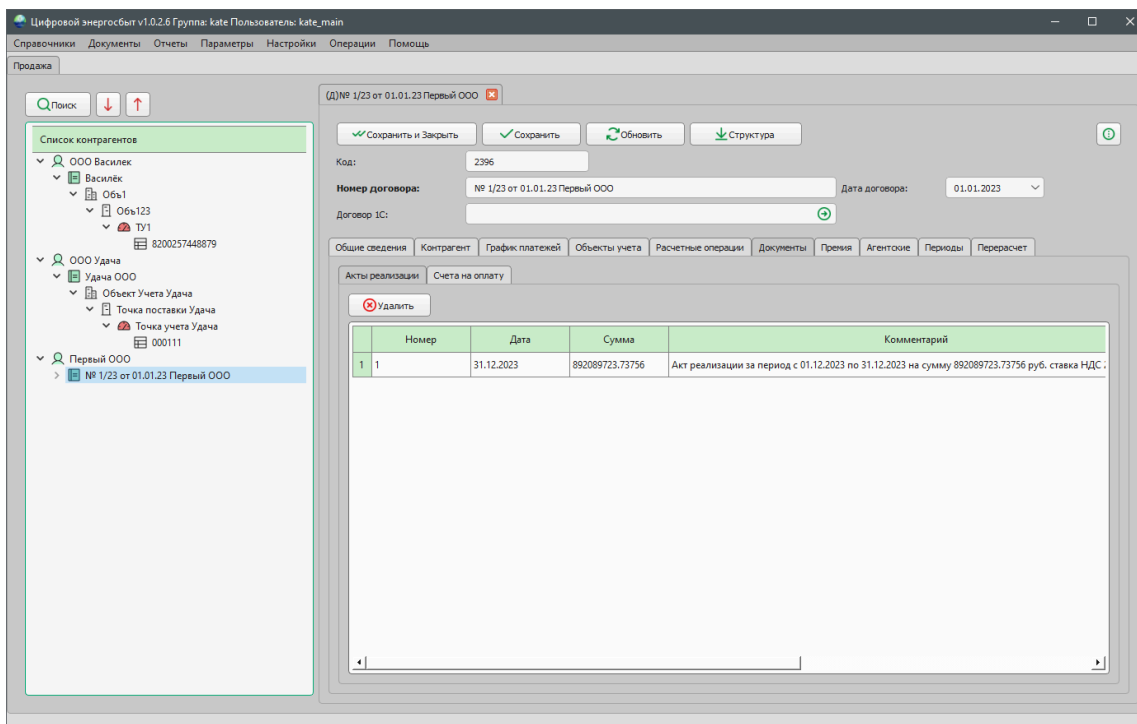 Цифровой энергосбыт v1.0.2.6 Группа: kate Пользователь: kate_main
Справочники Документы Отчеты Параметры Настройки Операции Помощь
Продажа
Поиск
Список контрагентов
ООО Василек
Василёк
Объ1
Объ123
ТУ1
8200257448879
ООО Удача
Удача ООО
Объект Учета Удача
Точка поставки Удача
Точка учета Удача
000111
Первый ООО
№ 1/23 от 01.01.23 Первый ООО
(Д)№ 1/23 от 01.01.23 Первый ООО
Сохранить и Закрыть Сохранить Обновить Структура
Код: 2396
Номер договора: № 1/23 от 01.01.23 Первый ООО Дата договора: 01.01.2023
Договор 1С:
Общие сведения Контрагент График платежей Объекты учета Расчетные операции Документы Премия Агентские Периоды Перерасчет
Акты реализации Счета на оплату
Удалить
Номер Дата Сумма Комментарий
1 1 31.12.2023 892089723.73756 Акт реализации за период с 01.12.2023 по 31.12.2023 на сумму 892089723.73756 руб. ставка НДС